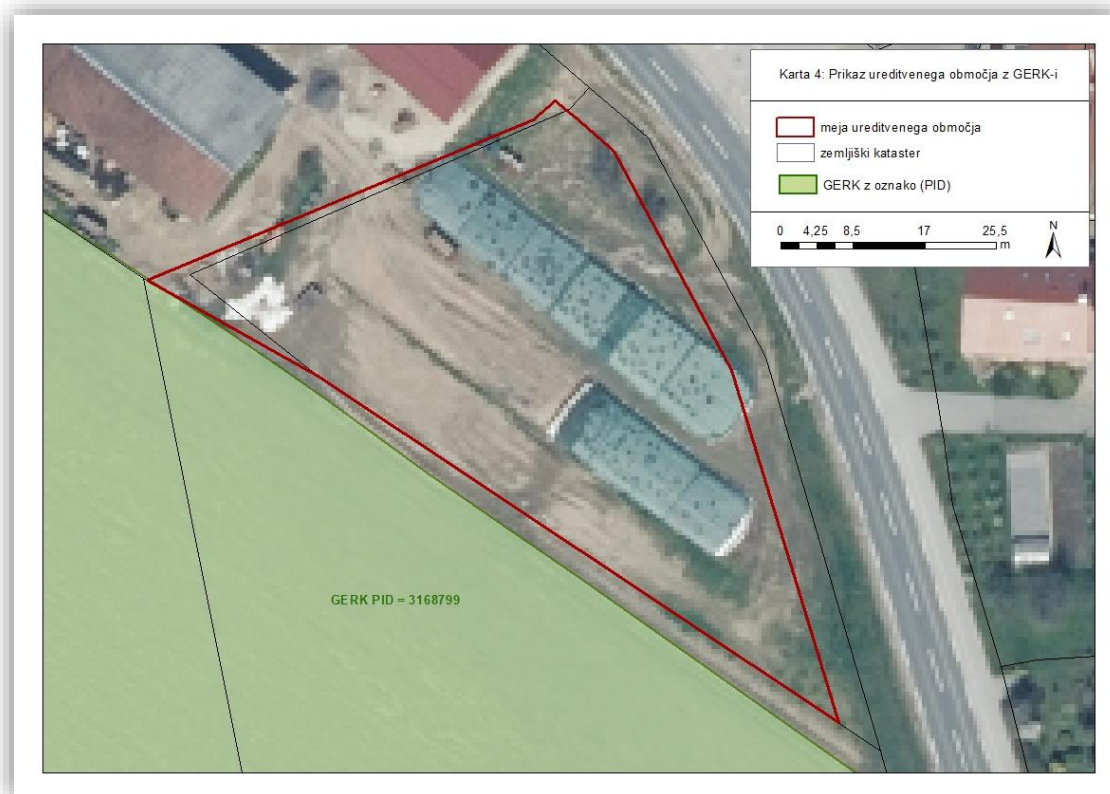 Karta 4: Prikaz ureditvenega območja z GERK-i
meja ureditvenega območja
zemljiški kataster
GERK z oznako (PID)
0 4,25 8,5 17 25,5
m
N
GERK PID = 3168799